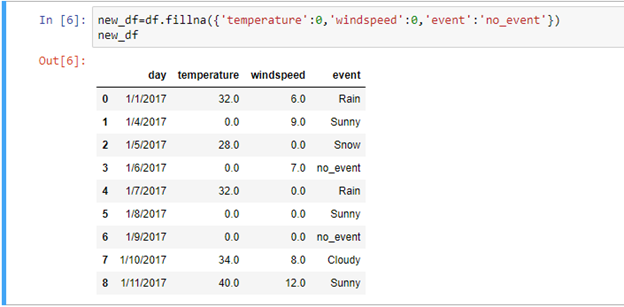 In [6]: new_df=df.fillna({'temperature':0,'windspeed':0,'event':'no_event'})
new_df
Out[6]:
day temperature windspeed event
0 1/1/2017 32.0 6.0 Rain
1 1/4/2017 0.0 9.0 Sunny
2 1/5/2017 28.0 0.0 Snow
3 1/6/2017 0.0 7.0 no_event
4 1/7/2017 32.0 0.0 Rain
5 1/8/2017 0.0 0.0 Sunny
6 1/9/2017 0.0 0.0 no_event
7 1/10/2017 34.0 8.0 Cloudy
8 1/11/2017 40.0 12.0 Sunny